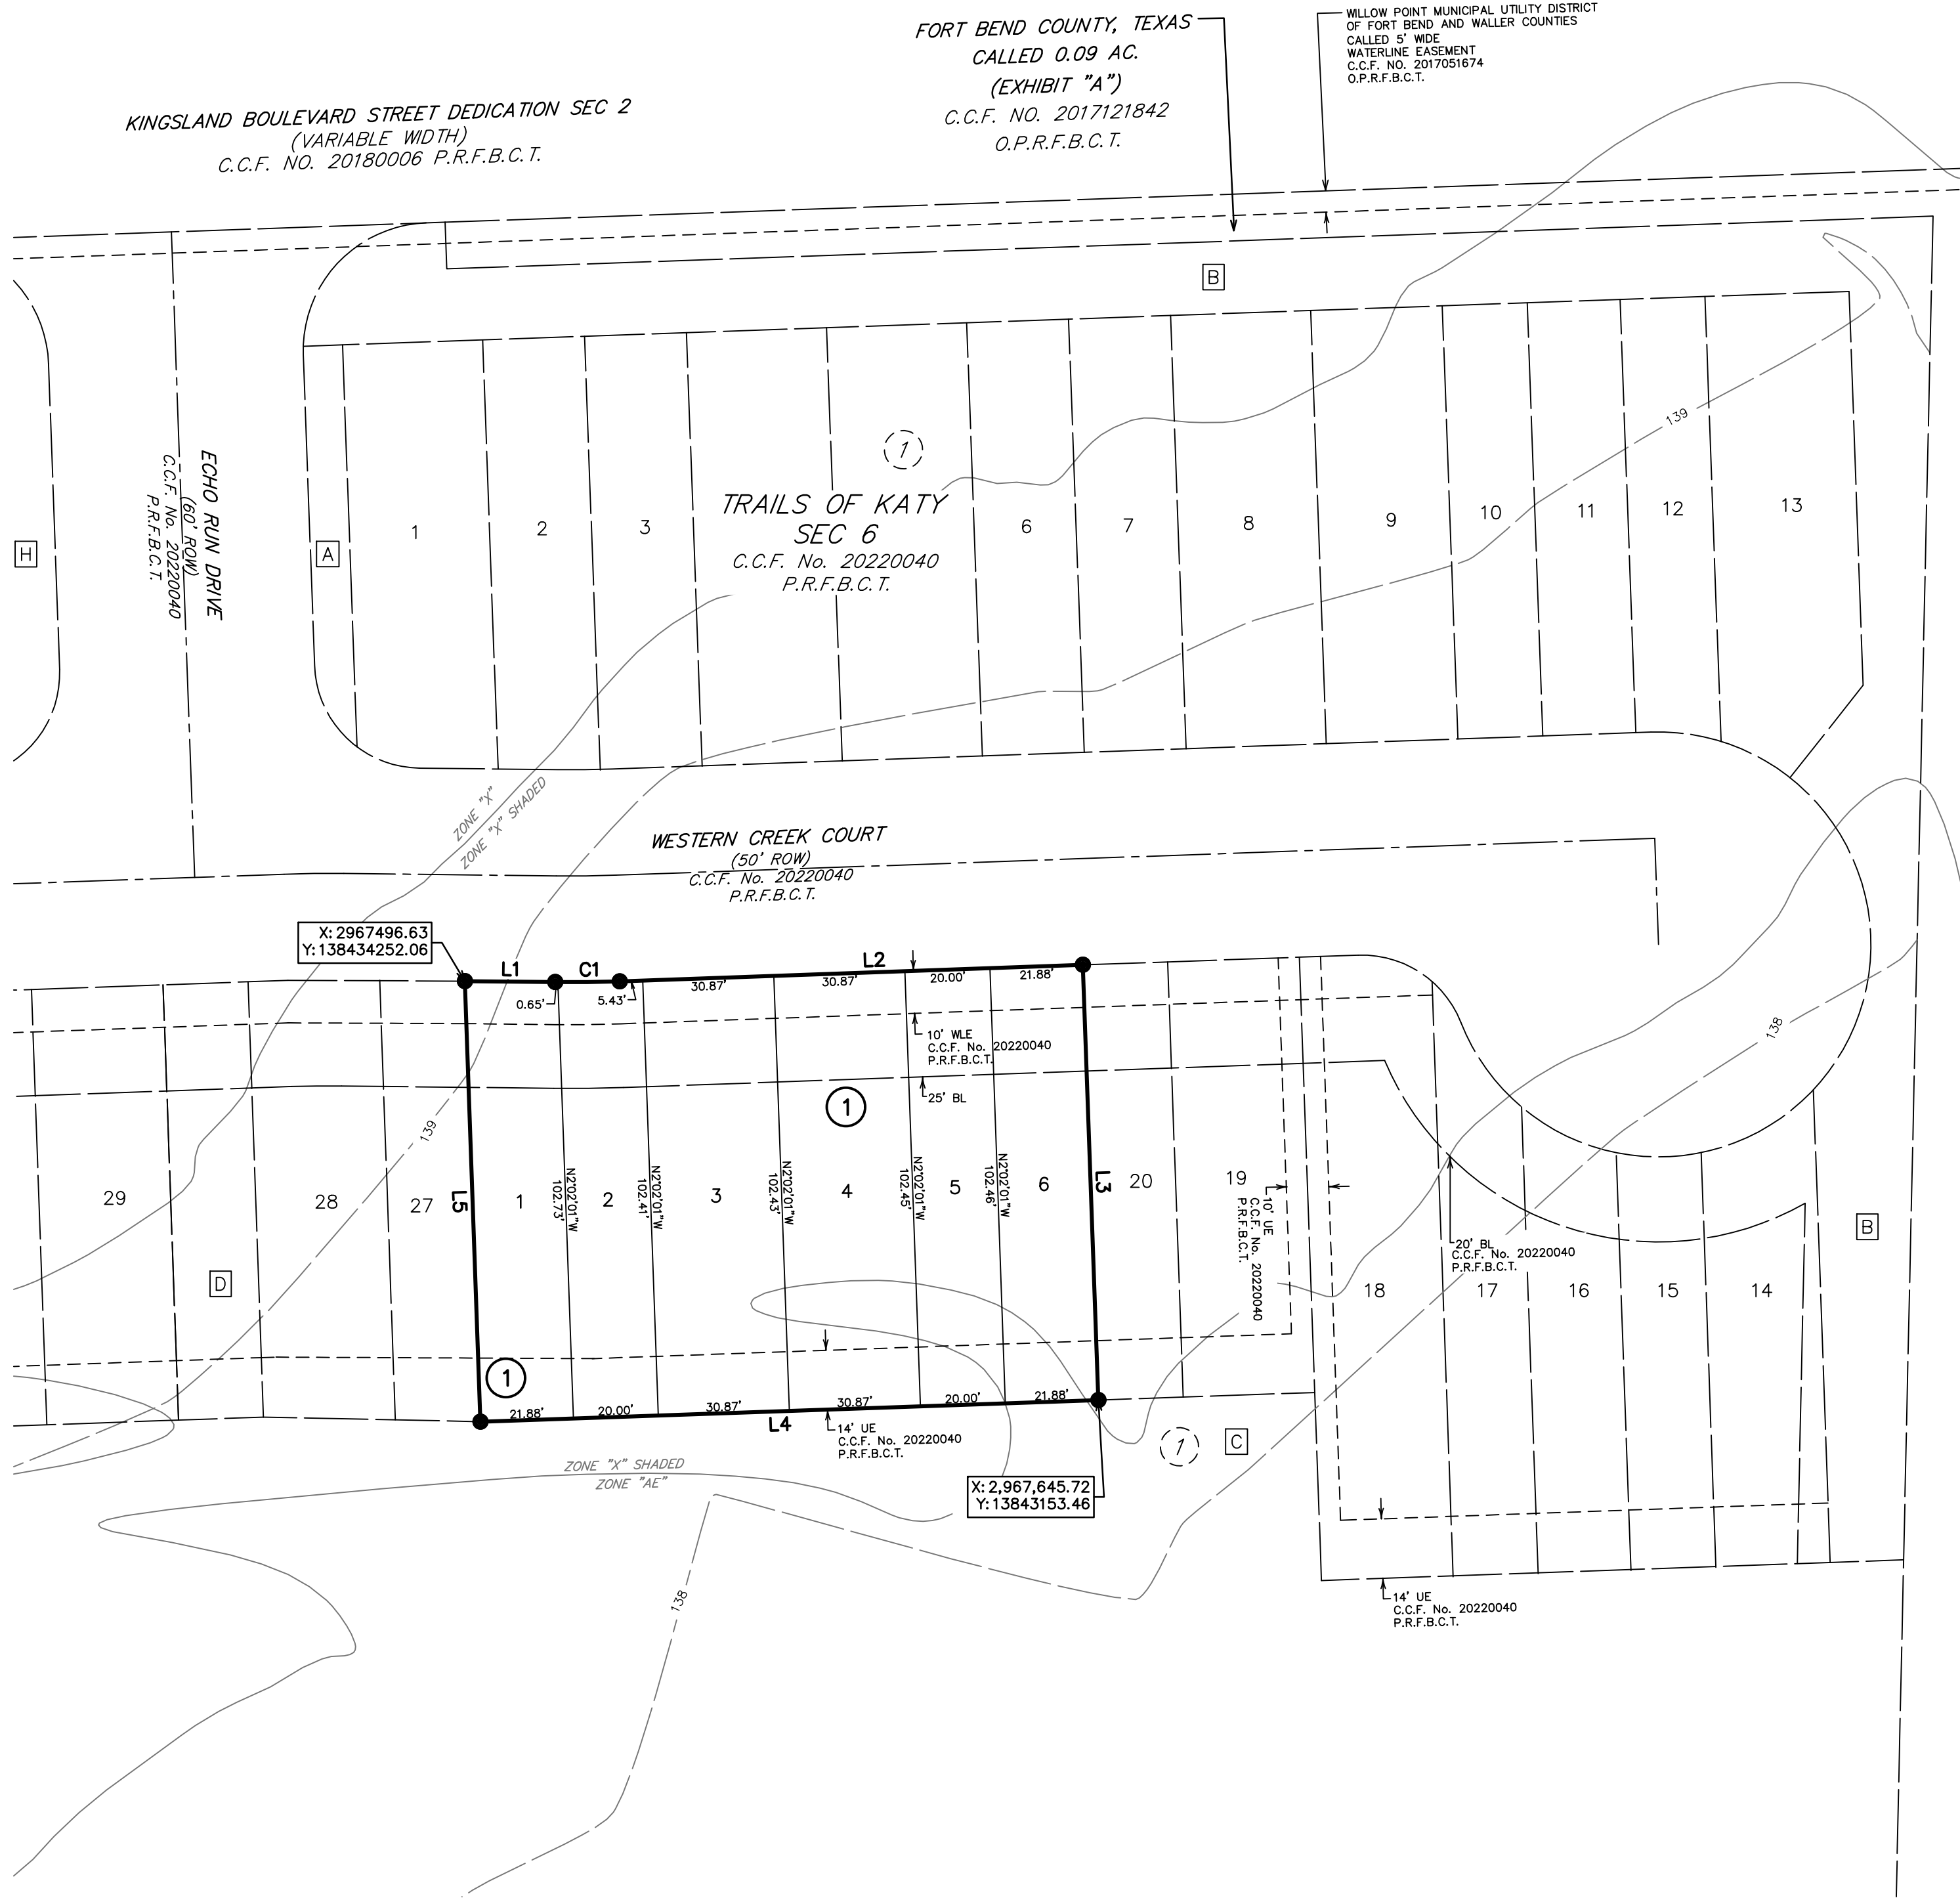 WILLOW POINT MUNICIPAL UTILITY DISTRICT
OF FORT BEND AND WALLER COUNTIES
CALLED 5' WIDE
WATERLINE EASEMENT
C.C.F. NO. 2017051674
O.P.R.F.B.C.T.
FORT BEND COUNTY, TEXAS
CALLED 0.09 AC.
(EXHIBIT "A")
C.C.F. NO. 2017121842
O.P.R.F.B.C.T.
KINGSLAND BOULEVARD STREET DEDICATION SEC 2
(VARIABLE WIDTH)
C.C.F. NO. 20180006 P.R.F.B.C.T.
B
139
1
TRAILS OF KATY
SEC 6
C.C.F. No. 20220040
P.R.F.B.C.T.
H
ECHO RUN DRIVE
(60' ROW)
C.C.F. No. 20220040
P.R.F.B.C.T.
A
1
2
3
6
7
8
9
10
11
12
13
ZONE "X"
ZONE "X" SHADED
WESTERN CREEK COURT
(50' ROW)
C.C.F. No. 20220040
P.R.F.B.C.T.
X: 2967496.63
Y: 138434252.06
L1
C1
L2
0.65'
5.43'
30.87'
30.87'
20.00'
21.88'
10' WLE
C.C.F. No. 20220040
P.R.F.B.C.T.
25' BL
1
138
139
29
28
27
L5
1
N2°02'01"W
102.73'
2
N2°02'01"W
102.41'
3
N2°02'01"W
102.43'
4
N2°02'01"W
102.45'
5
N2°02'01"W
102.46'
6
L3
20
19
10' UE
C.C.F. No. 20220040
P.R.F.B.C.T.
20' BL
C.C.F. No. 20220040
P.R.F.B.C.T.
B
D
18
17
16
15
14
1
21.88'
20.00'
30.87'
30.87'
20.00'
21.88'
L4
14' UE
C.C.F. No. 20220040
P.R.F.B.C.T.
1
C
ZONE "X" SHADED
ZONE "AE"
X: 2,967,645.72
Y: 13843153.46
138
14' UE
C.C.F. No. 20220040
P.R.F.B.C.T.